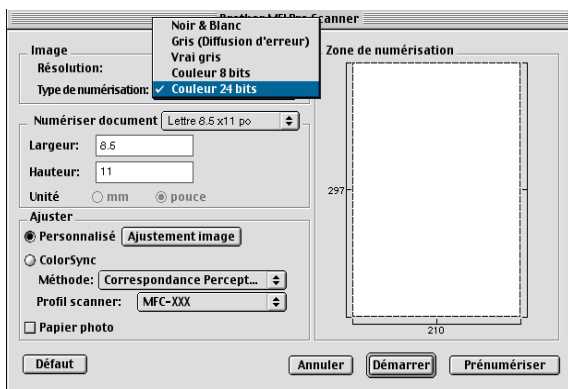 Brother MFL Pro Scanner
Noir & Blanc
Gris (Diffusion d'erreur)
Vrai gris
Couleur 8 bits
✓ Couleur 24 bits
Image
Résolution:
Type de numérisation:
Numériser document Lettre 8.5 x11 po
Largeur: 8.5
Hauteur: 11
Unité mm pouce
Ajuster
Personnalisé Ajustement image
ColorSync
Méthode: Correspondance Percept...
Profil scanner: MFC-XXX
Papier photo
Zone de numérisation
297
210
Défaut Annuler Démarrer Prénumériser